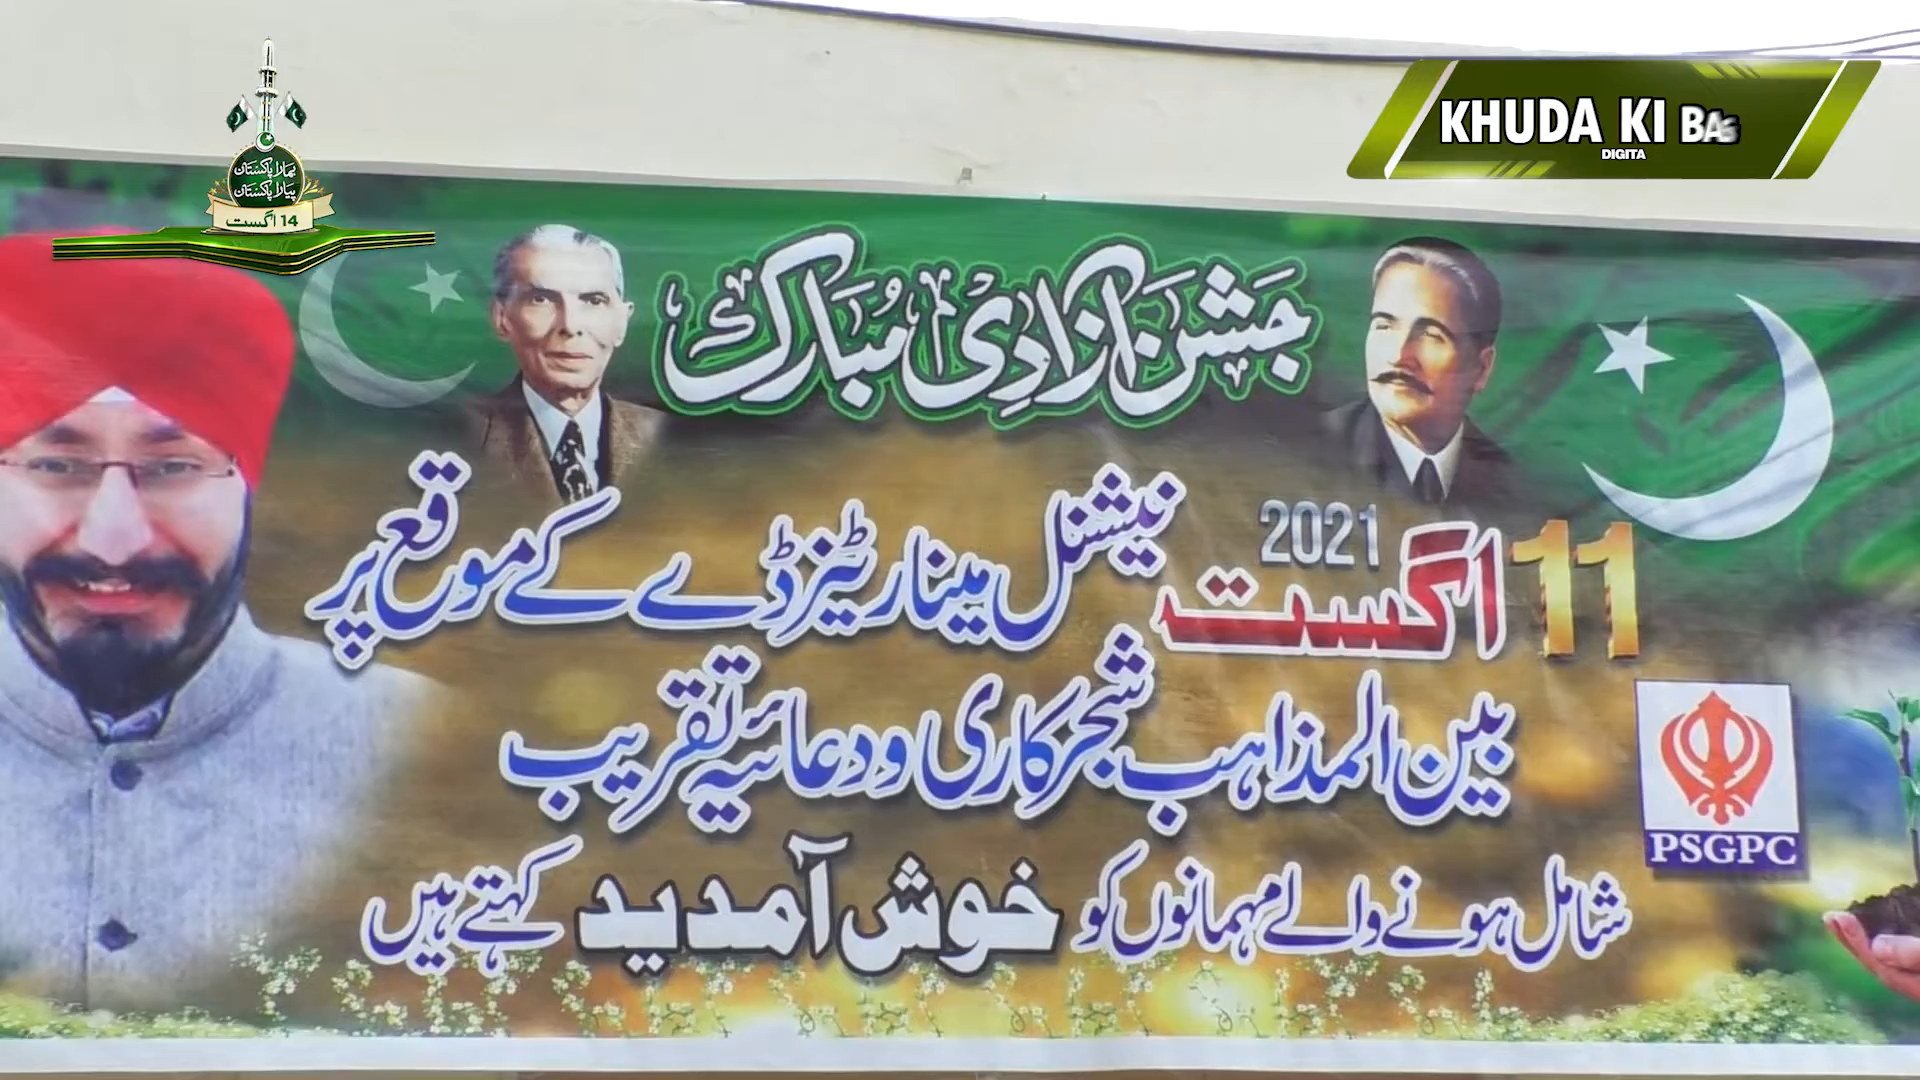 ہمارا پاکستان
پیارا پاکستان
14 اگست
KHUDA KI BAS
DIGITA
جشنِ آزادی مُبارک
11 اگست 2021 نیشنل مینارٹیز ڈے کے موقع پر
بین المذاہب شجرکاری و دعائیہ تقریب
شامل ہونے والے مہمانوں کو خوش آمدید کہتے ہیں
PSGPC